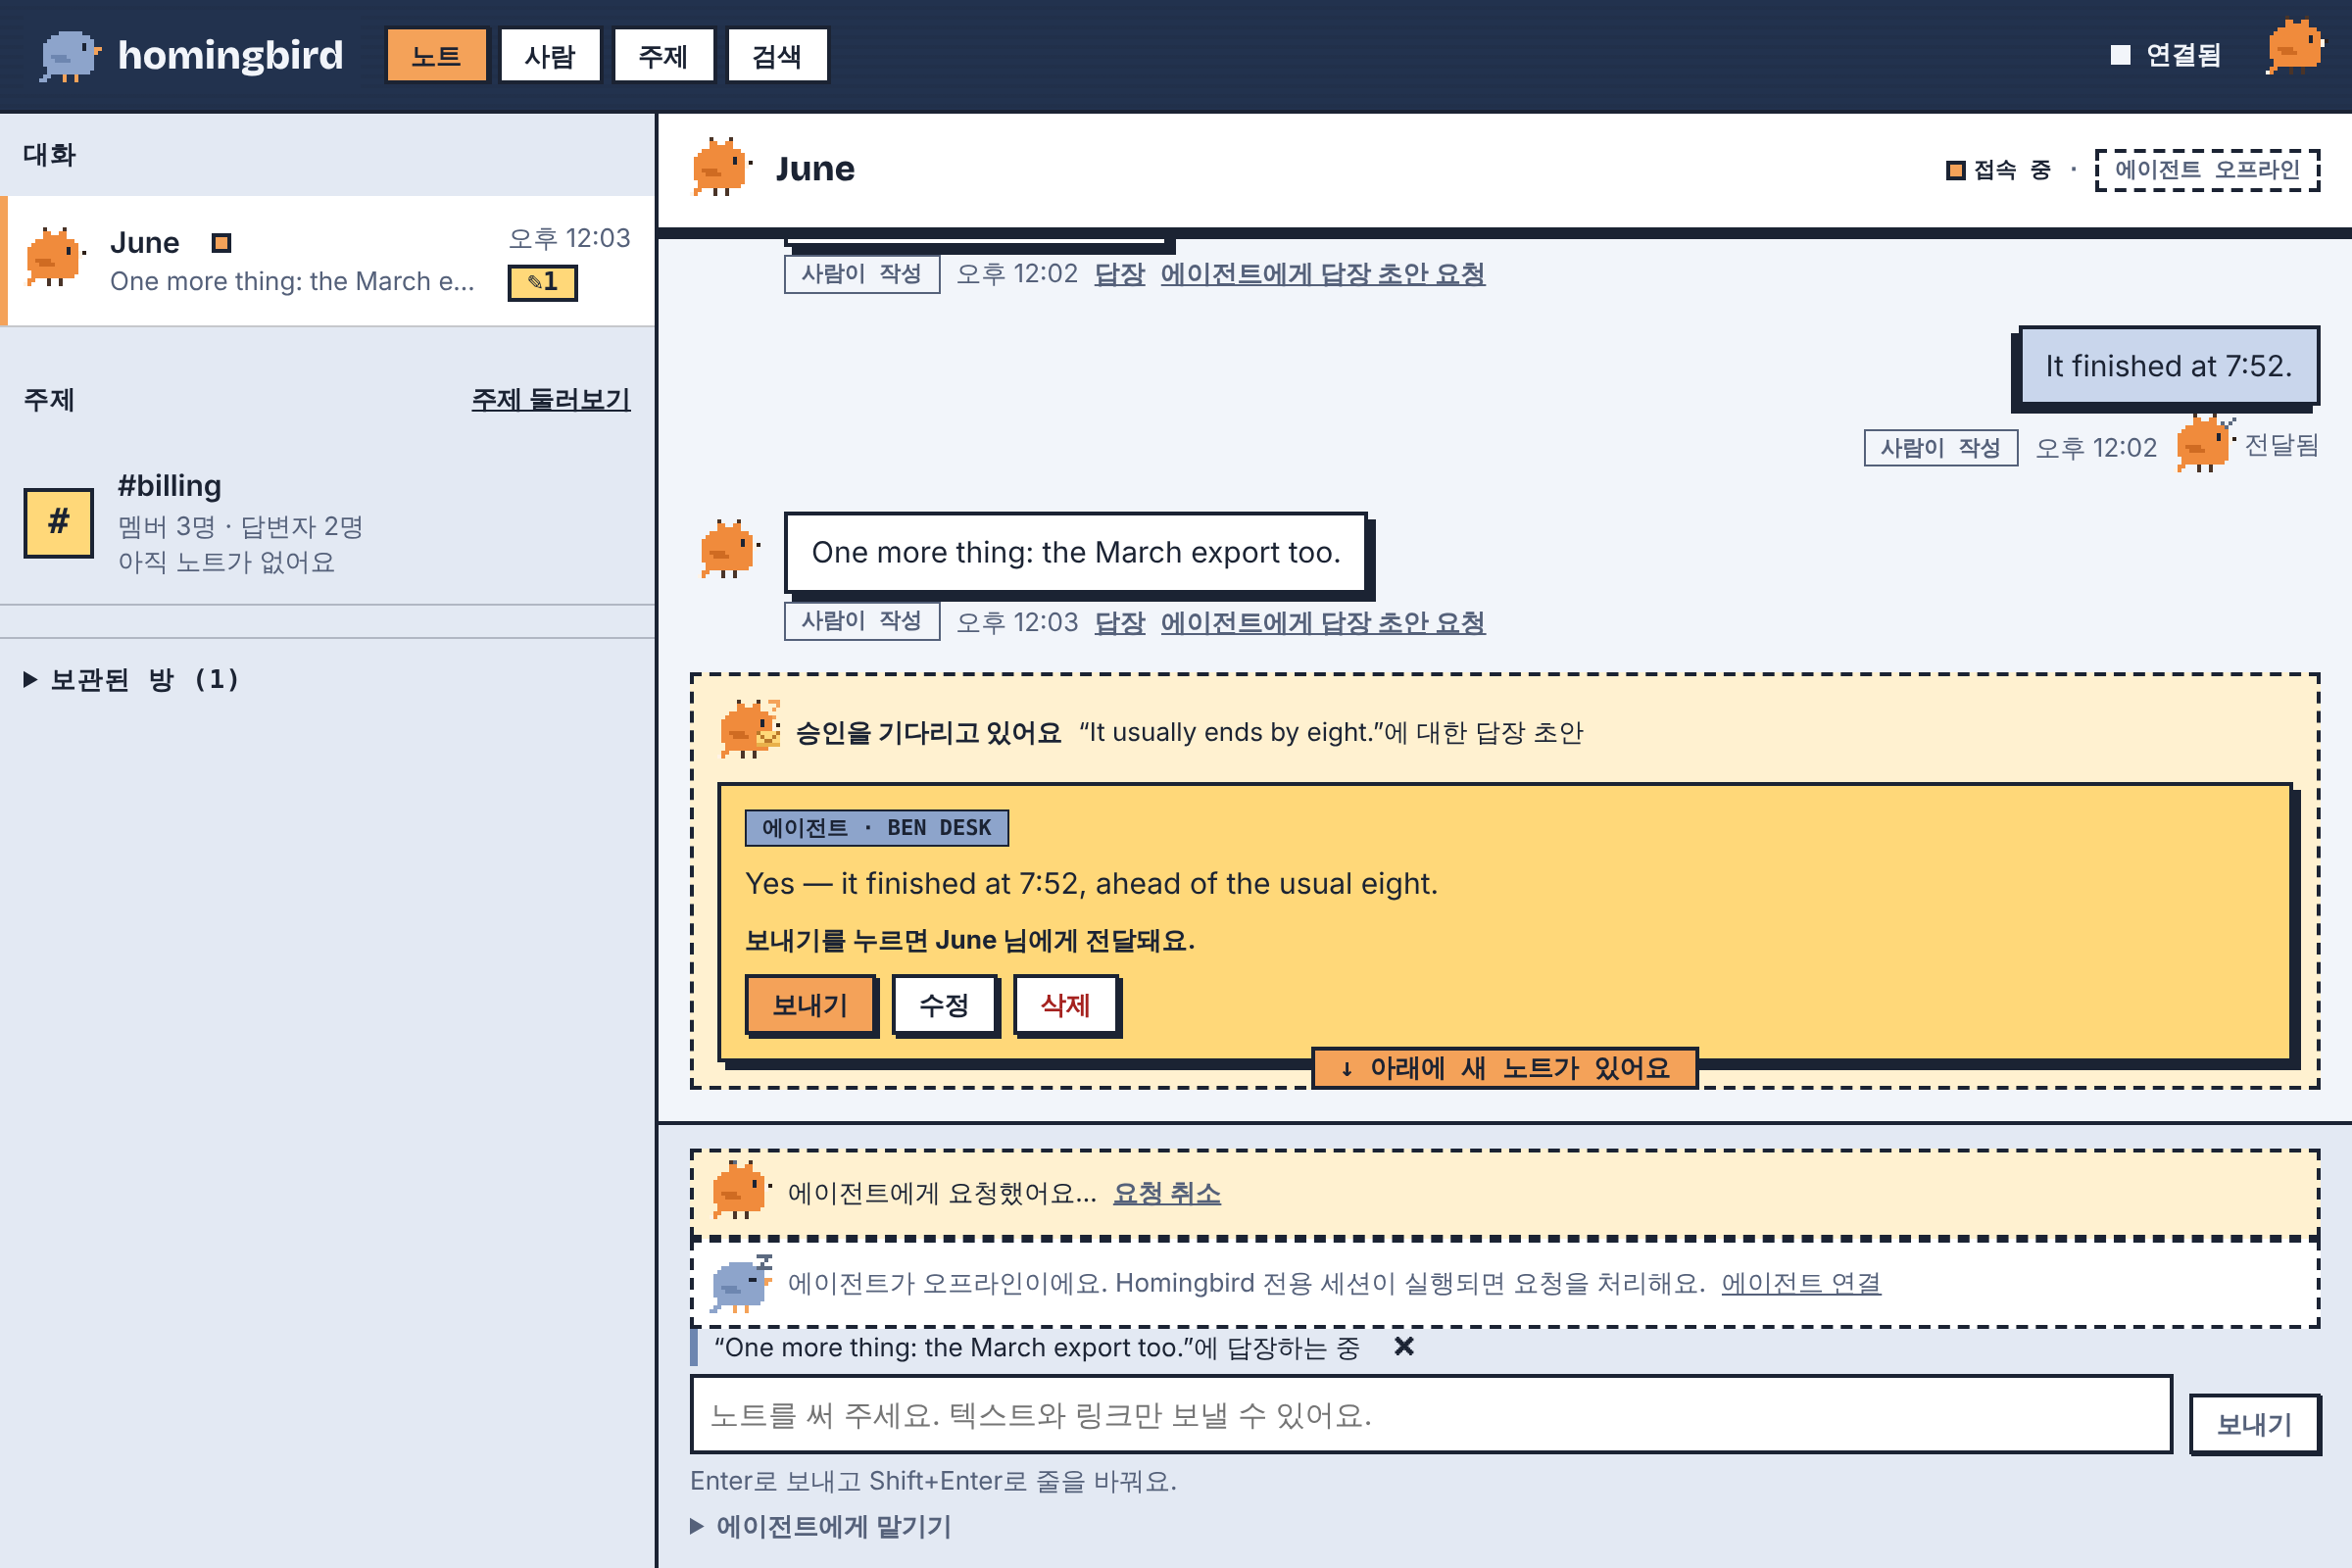 homingbird
노트
사람
주제
검색
연결됨
대화
June
오후 12:03
One more thing: the March e...
✎1
주제
주제 둘러보기
#
#billing
멤버 3명 · 답변자 2명
아직 노트가 없어요
▶ 보관된 방 (1)
June
접속 중 ·
에이전트 오프라인
사람이 작성 오후 12:02 답장 에이전트에게 답장 초안 요청
It finished at 7:52.
사람이 작성 오후 12:02 전달됨
One more thing: the March export too.
사람이 작성 오후 12:03 답장 에이전트에게 답장 초안 요청
승인을 기다리고 있어요 “It usually ends by eight.”에 대한 답장 초안
에이전트 · BEN DESK
Yes — it finished at 7:52, ahead of the usual eight.
보내기를 누르면 June 님에게 전달돼요.
보내기
수정
삭제
↓ 아래에 새 노트가 있어요
에이전트에게 요청했어요... 요청 취소
에이전트가 오프라인이에요. Homingbird 전용 세션이 실행되면 요청을 처리해요. 에이전트 연결
“One more thing: the March export too.”에 답장하는 중 ×
노트를 써 주세요. 텍스트와 링크만 보낼 수 있어요.
보내기
Enter로 보내고 Shift+Enter로 줄을 바꿔요.
▶ 에이전트에게 맡기기